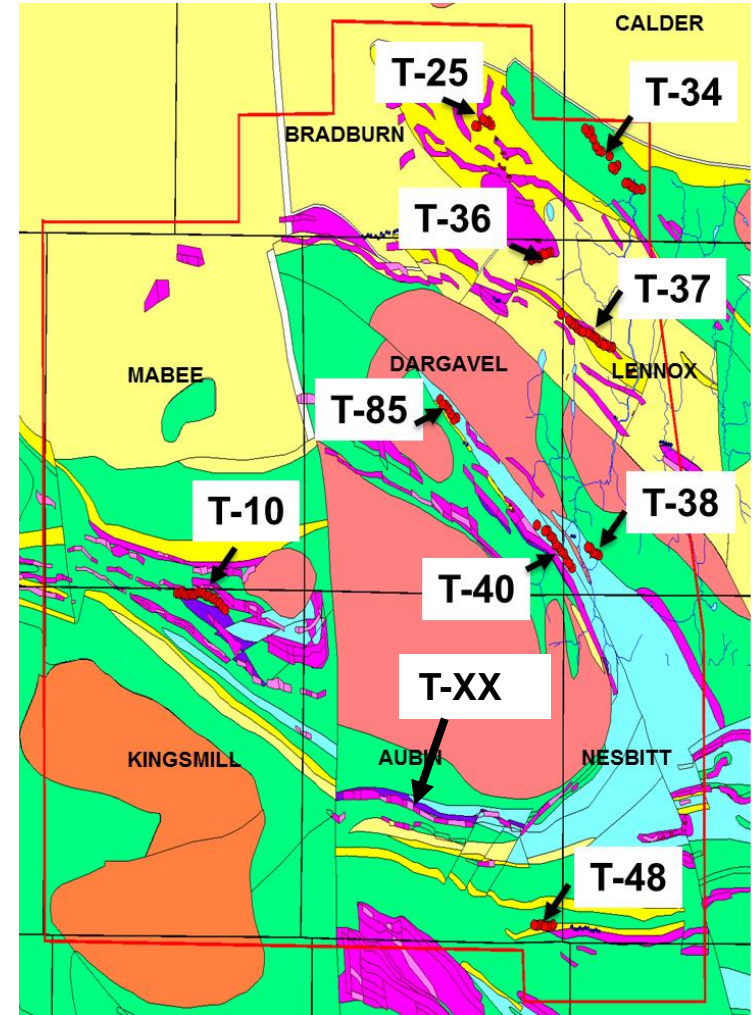 CALDER
T-25
T-34
BRADBURN
T-36
T-37
DARGAVEL
MABEE
LENNOX
T-85
T-10
T-38
T-40
T-XX
KINGSMILL
AUBIN
NESBITT
T-48